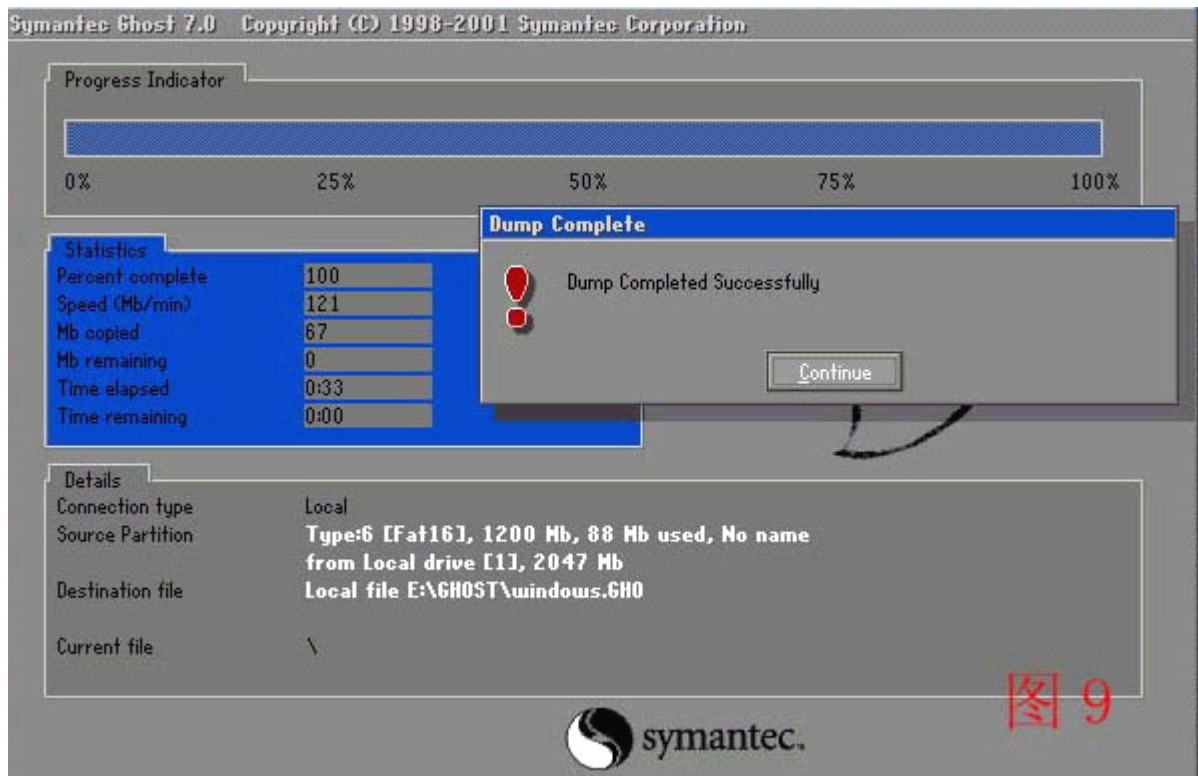 Symantec Ghost 7.0 Copyright (C) 1998-2001 Symantec Corporation
Progress Indicator
0% 25% 50% 75% 100%
Dump Complete
Dump Completed Successfully
Continue
Statistics
Percent complete 100
Speed (Mb/min) 121
Mb copied 67
Mb remaining 0
Time elapsed 0:33
Time remaining 0:00
Details
Connection type Local
Source Partition Type:6 [Fat16], 1200 Mb, 88 Mb used, No name
from Local drive [1], 2047 Mb
Destination file Local file E:\GHOST\windows.GHO
Current file \
图 9
symantec.